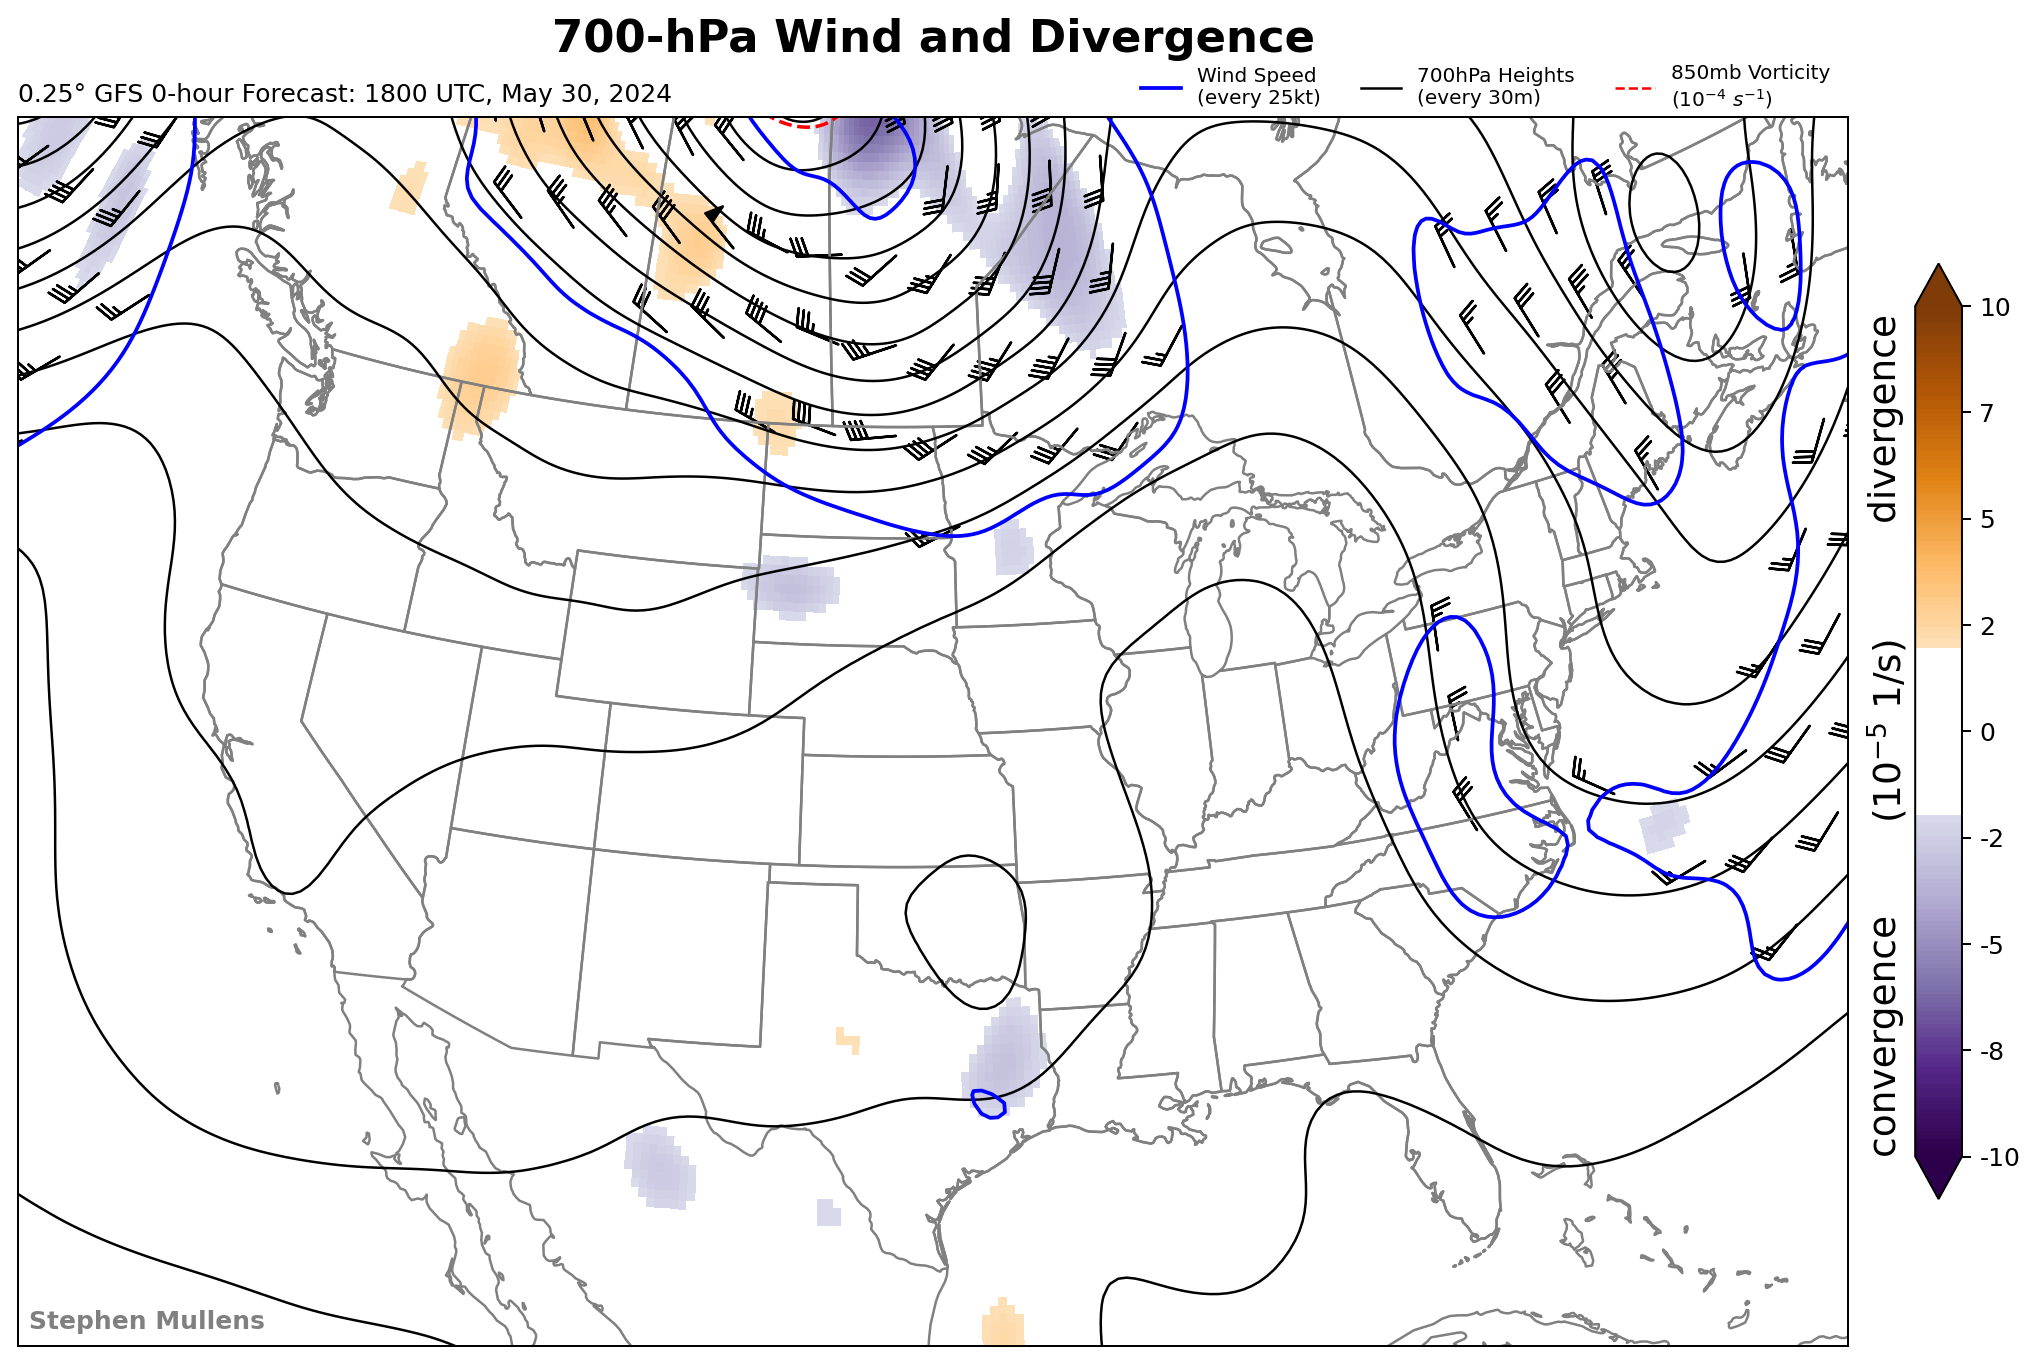 700-hPa Wind and Divergence
0.25° GFS 0-hour Forecast: 1800 UTC, May 30, 2024
Wind Speed
(every 25kt)
700hPa Heights
(every 30m)
850mb Vorticity
(10⁻⁴ s⁻¹)
10
7
5
2
0
-2
-5
-8
-10
convergence (10⁻⁵ 1/s) divergence
Stephen Mullens